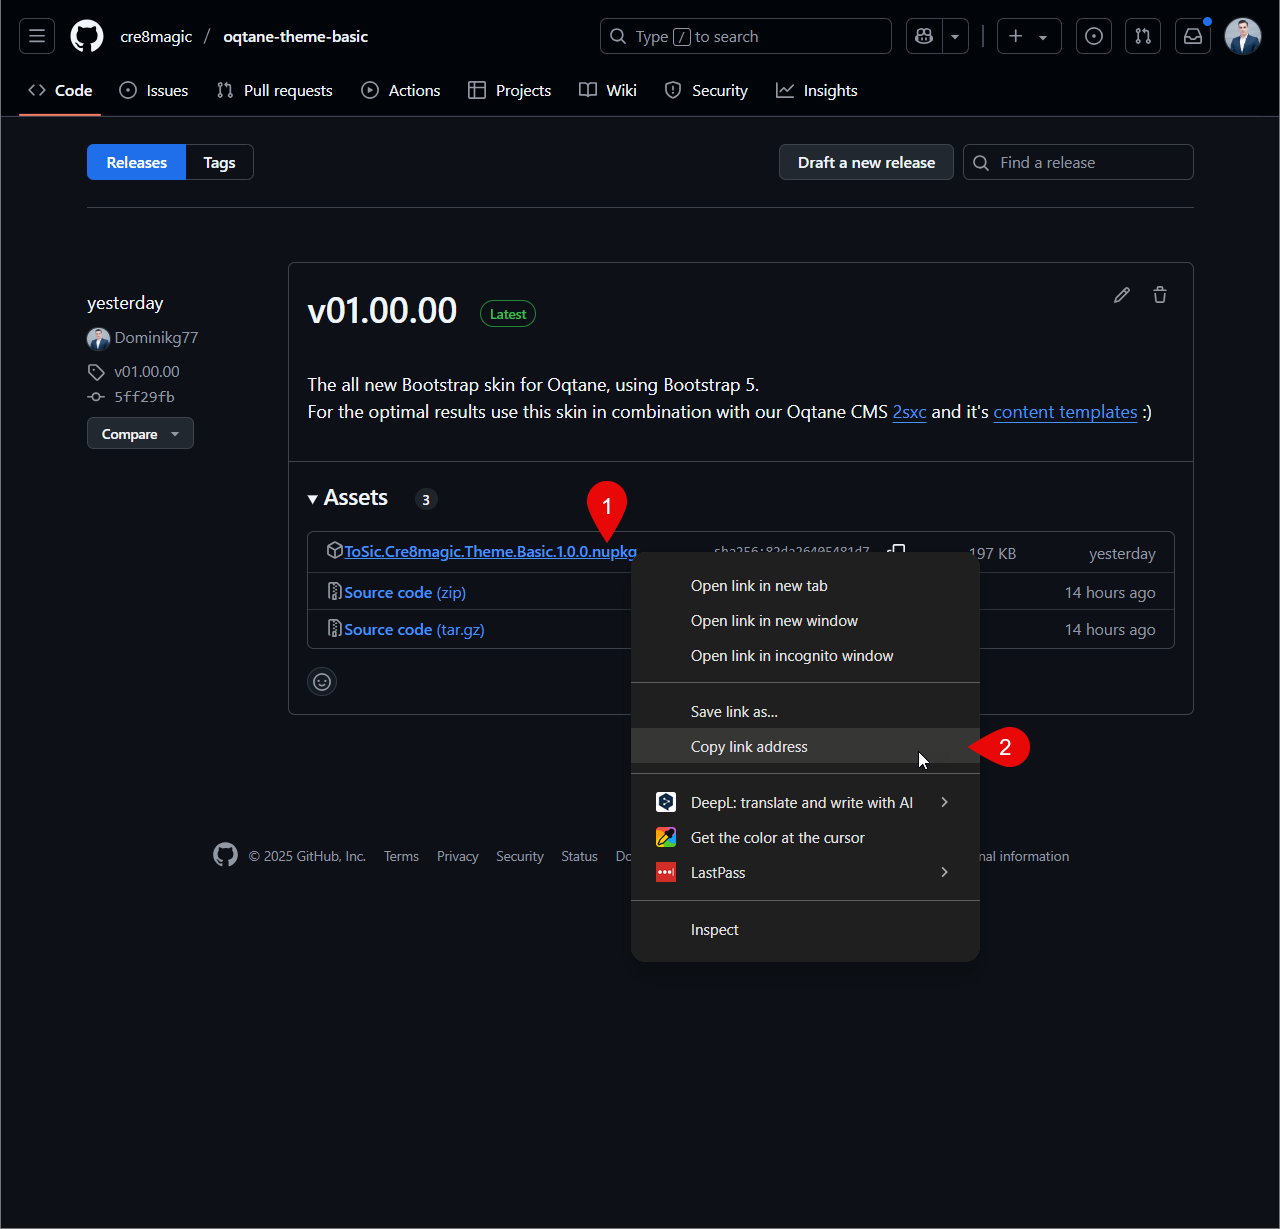 cre8magic / oqtane-theme-basic
Type / to search
Code
Issues
Pull requests
Actions
Projects
Wiki
Security
Insights
Releases
Tags
Draft a new release
Find a release
yesterday
Dominikg77
v01.00.00
5ff29fb
Compare
v01.00.00
Latest
The all new Bootstrap skin for Oqtane, using Bootstrap 5.
For the optimal results use this skin in combination with our Oqtane CMS 2sxc and it's content templates :)
Assets 3
1
ToSic.Cre8magic.Theme.Basic.1.0.0.nupkg
sha256:82da26405481d7
197 KB
yesterday
Source code (zip)
14 hours ago
Source code (tar.gz)
14 hours ago
Open link in new tab
Open link in new window
Open link in incognito window
Save link as...
Copy link address
2
DeepL: translate and write with AI
Get the color at the cursor
LastPass
Inspect
© 2025 GitHub, Inc.
Terms
Privacy
Security
Status
Do
nal information